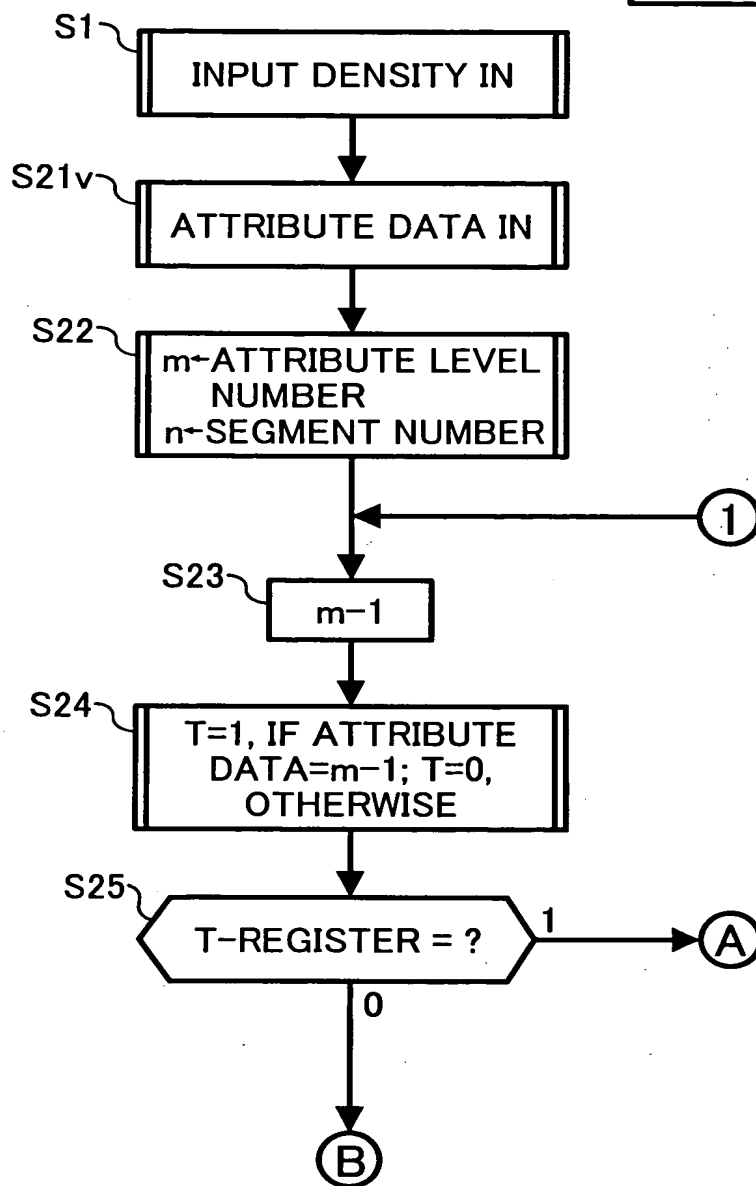 S1
INPUT DENSITY IN
S21v
ATTRIBUTE DATA IN
S22
m←ATTRIBUTE LEVEL
NUMBER
n←SEGMENT NUMBER
1
S23
m-1
S24
T=1, IF ATTRIBUTE
DATA=m-1; T=0,
OTHERWISE
S25
T-REGISTER = ?
1
A
0
B